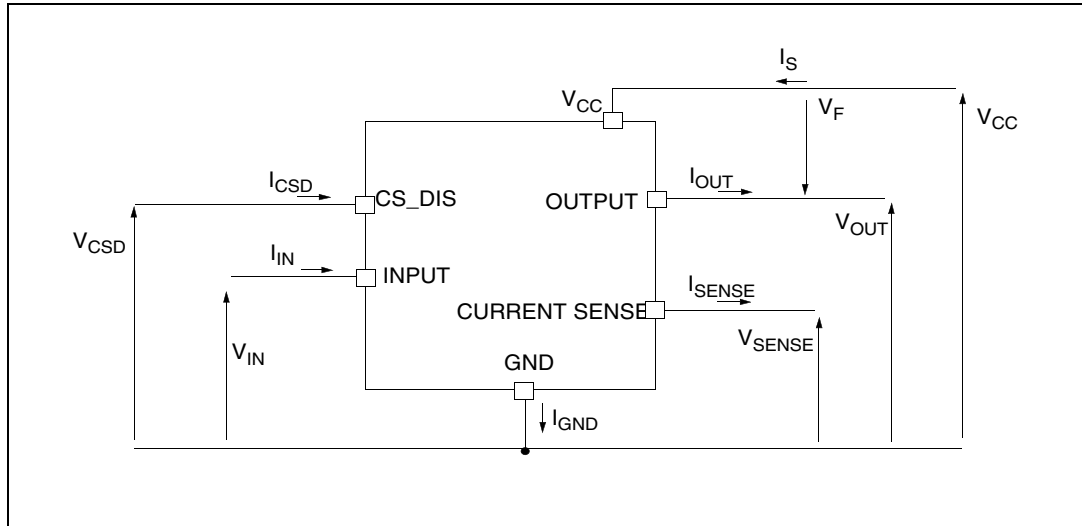 I_S
V_CC
V_F
V_CC
I_CSD
CS_DIS
I_OUT
OUTPUT
V_CSD
V_OUT
I_IN
INPUT
I_SENSE
CURRENT SENSE
V_SENSE
V_IN
GND
I_GND